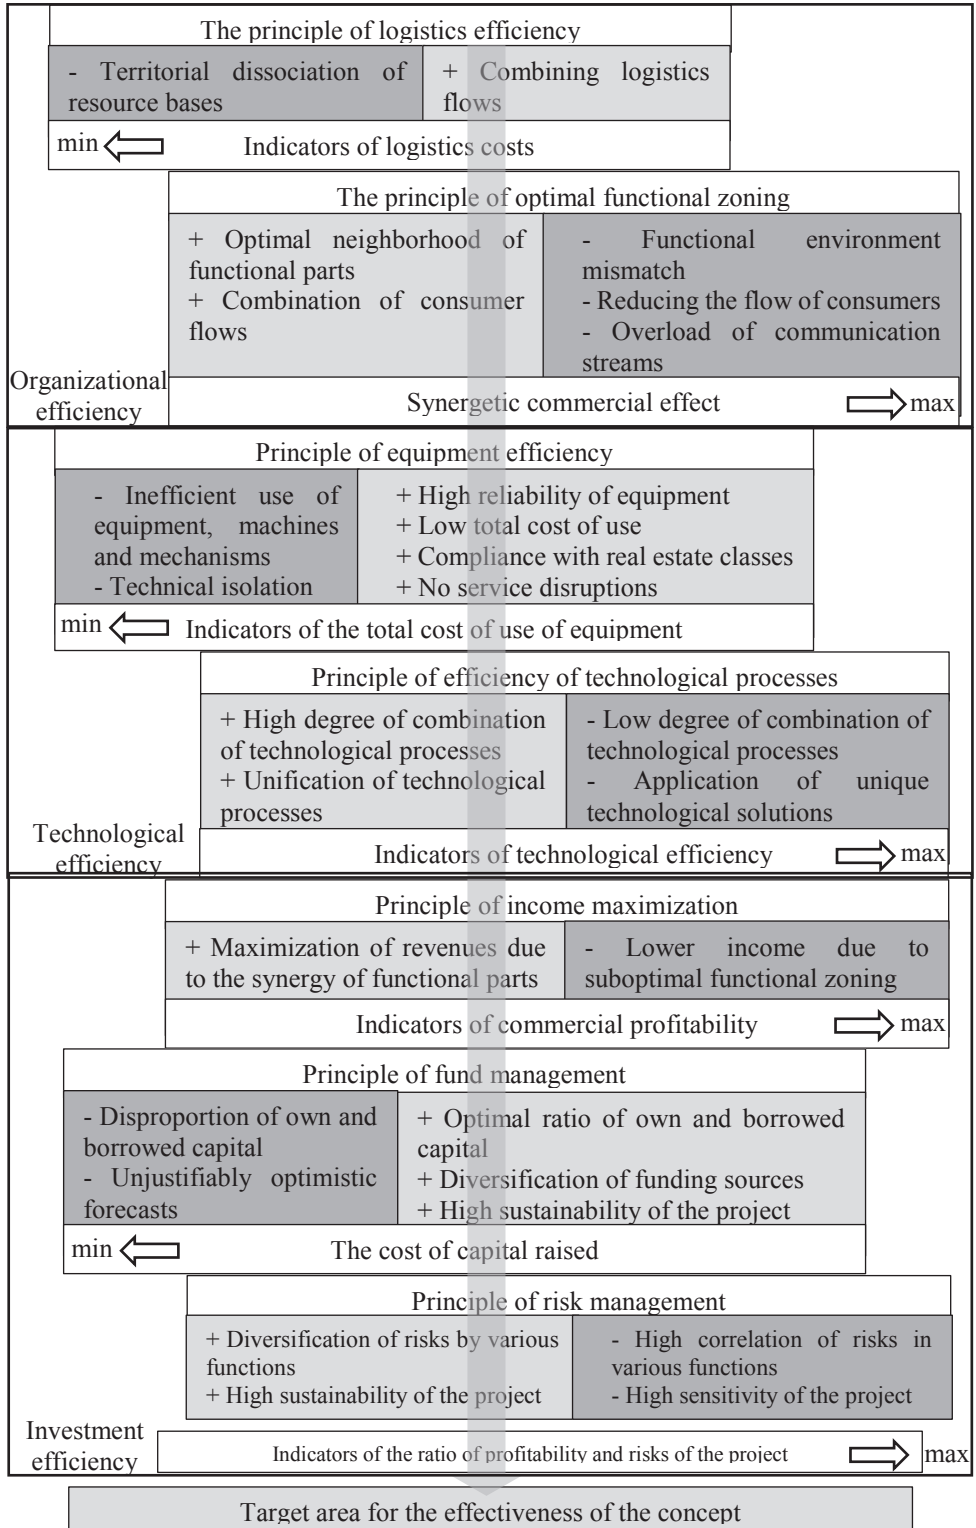 The principle of logistics efficiency
- Territorial dissociation of
resource bases
+ Combining logistics
flows
min
Indicators of logistics costs
The principle of optimal functional zoning
+ Optimal neighborhood of
functional parts
+ Combination of consumer
flows
- Functional environment
mismatch
- Reducing the flow of consumers
- Overload of communication
streams
Organizational
efficiency
Synergetic commercial effect
max
Principle of equipment efficiency
- Inefficient use of
equipment, machines
and mechanisms
- Technical isolation
+ High reliability of equipment
+ Low total cost of use
+ Compliance with real estate classes
+ No service disruptions
min
Indicators of the total cost of use of equipment
Principle of efficiency of technological processes
+ High degree of combination
of technological processes
+ Unification of technological
processes
- Low degree of combination of
technological processes
- Application of unique
technological solutions
Technological
efficiency
Indicators of technological efficiency
max
Principle of income maximization
+ Maximization of revenues due
to the synergy of functional parts
- Lower income due to
suboptimal functional zoning
Indicators of commercial profitability
max
Principle of fund management
- Disproportion of own and
borrowed capital
- Unjustifiably optimistic
forecasts
+ Optimal ratio of own and borrowed
capital
+ Diversification of funding sources
+ High sustainability of the project
min
The cost of capital raised
Principle of risk management
+ Diversification of risks by various
functions
+ High sustainability of the project
- High correlation of risks in
various functions
- High sensitivity of the project
Investment
efficiency
Indicators of the ratio of profitability and risks of the project
max
Target area for the effectiveness of the concept